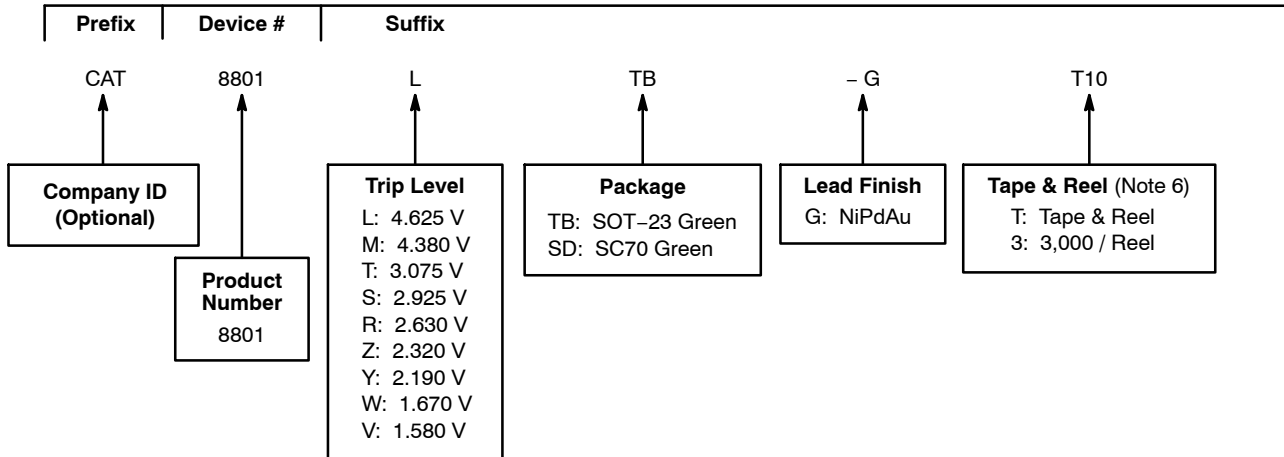 Prefix Device # Suffix
CAT 8801 L TB – G T10
Company ID
(Optional)
Product
Number
8801
Trip Level
L: 4.625 V
M: 4.380 V
T: 3.075 V
S: 2.925 V
R: 2.630 V
Z: 2.320 V
Y: 2.190 V
W: 1.670 V
V: 1.580 V
Package
TB: SOT−23 Green
SD: SC70 Green
Lead Finish
G: NiPdAu
Tape & Reel (Note 6)
T: Tape & Reel
3: 3,000 / Reel